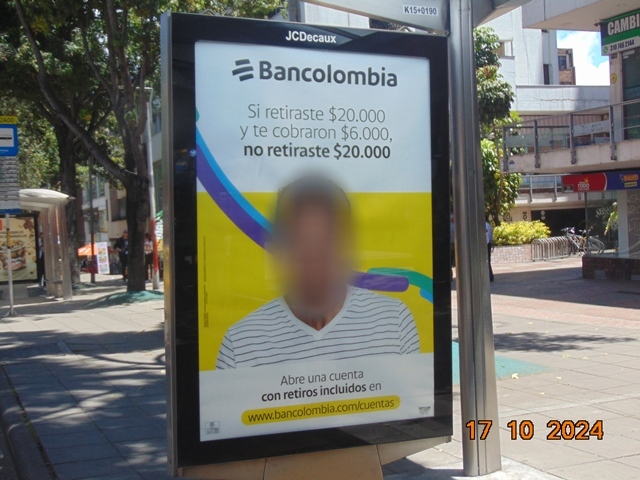 K15+0190
JCDecaux
Bancolombia
Si retiraste $20.000
y te cobraron $6.000,
no retiraste $20.000
Abre una cuenta
con retiros incluidos en
www.bancolombia.com/cuentas
17 10 2024